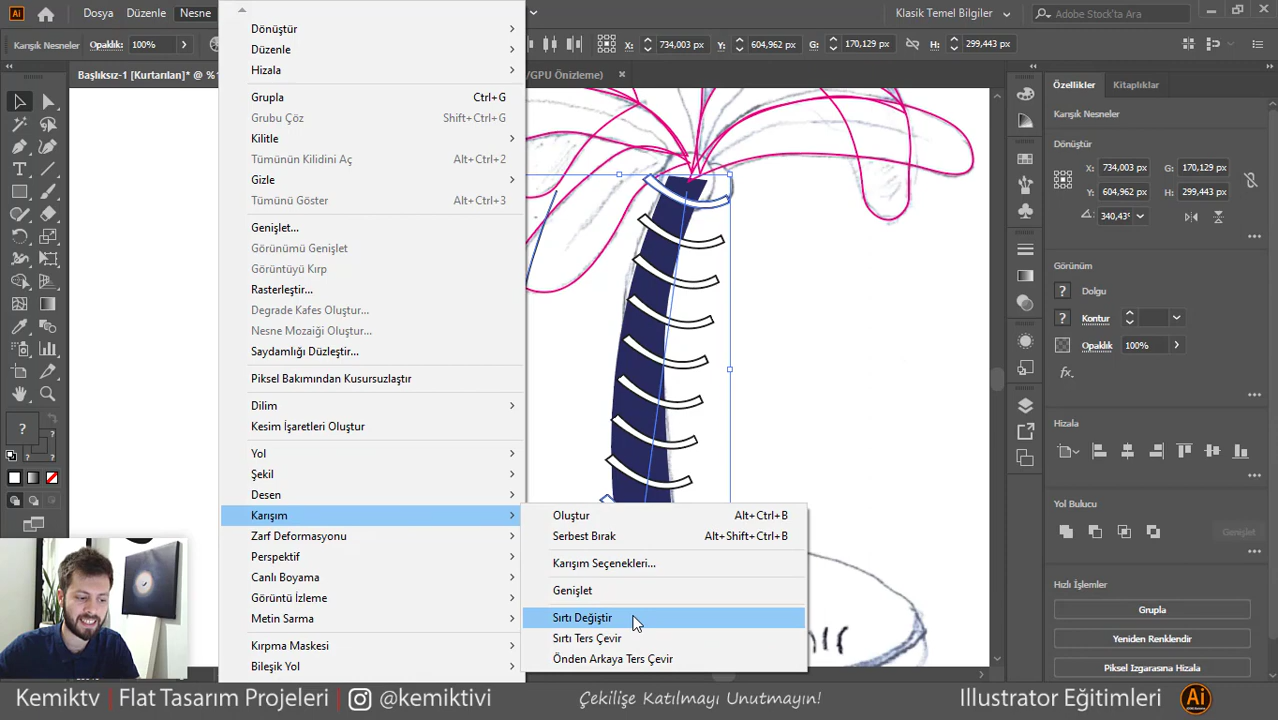 Ai
Dosya
Düzenle
Nesne
Klasik Temel Bilgiler
Adobe Stock'ta Ara
Karışık Nesneler
Opaklık:
100%
X:
734,003 px
Y:
604,962 px
G:
170,129 px
H:
299,443 px
Başlıksız-1 [Kurtarılan]* @ %1
/GPU Önizleme)
Dönüştür
Düzenle
Hizala
Grupla Ctrl+G
Grubu Çöz Shift+Ctrl+G
Kilitle
Tümünün Kilidini Aç Alt+Ctrl+2
Gizle
Tümünü Göster Alt+Ctrl+3
Genişlet...
Görünümü Genişlet
Görüntüyü Kırp
Rasterleştir...
Degrade Kafes Oluştur...
Nesne Mozaiği Oluştur...
Saydamlığı Düzleştir...
Piksel Bakımından Kusursuzlaştır
Dilim
Kesim İşaretleri Oluştur
Yol
Şekil
Desen
Karışım
Zarf Deformasyonu
Perspektif
Canlı Boyama
Görüntü İzleme
Metin Sarma
Kırpma Maskesi
Bileşik Yol
Oluştur Alt+Ctrl+B
Serbest Bırak Alt+Shift+Ctrl+B
Karışım Seçenekleri...
Genişlet
Sırtı Değiştir
Sırtı Ters Çevir
Önden Arkaya Ters Çevir
Özellikler
Kitaplıklar
Karışık Nesneler
Dönüştür
X: 734,003 px G: 170,129 px
Y: 604,962 px H: 299,443 px
340,43°
Görünüm
? Dolgu
? Kontur
Opaklık 100%
fx.
Hizala
Yol Bulucu
Genişlet
Hızlı İşlemler
Grupla
Yeniden Renklendir
Piksel Izgarasına Hizala
Kemiktv | Flat Tasarım Projeleri | @kemiktivi
Çekilişe Katılmayı Unutmayın!
Illustrator Eğitimleri
Ai